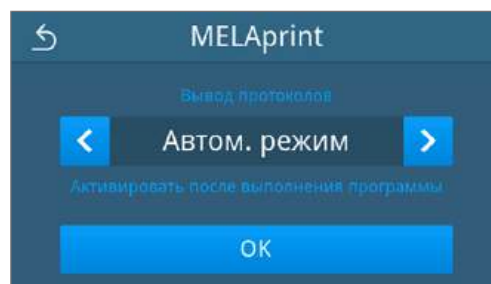 MELAprint
Вывод протоколов
Автом. режим
Активировать после выполнения программы
OK